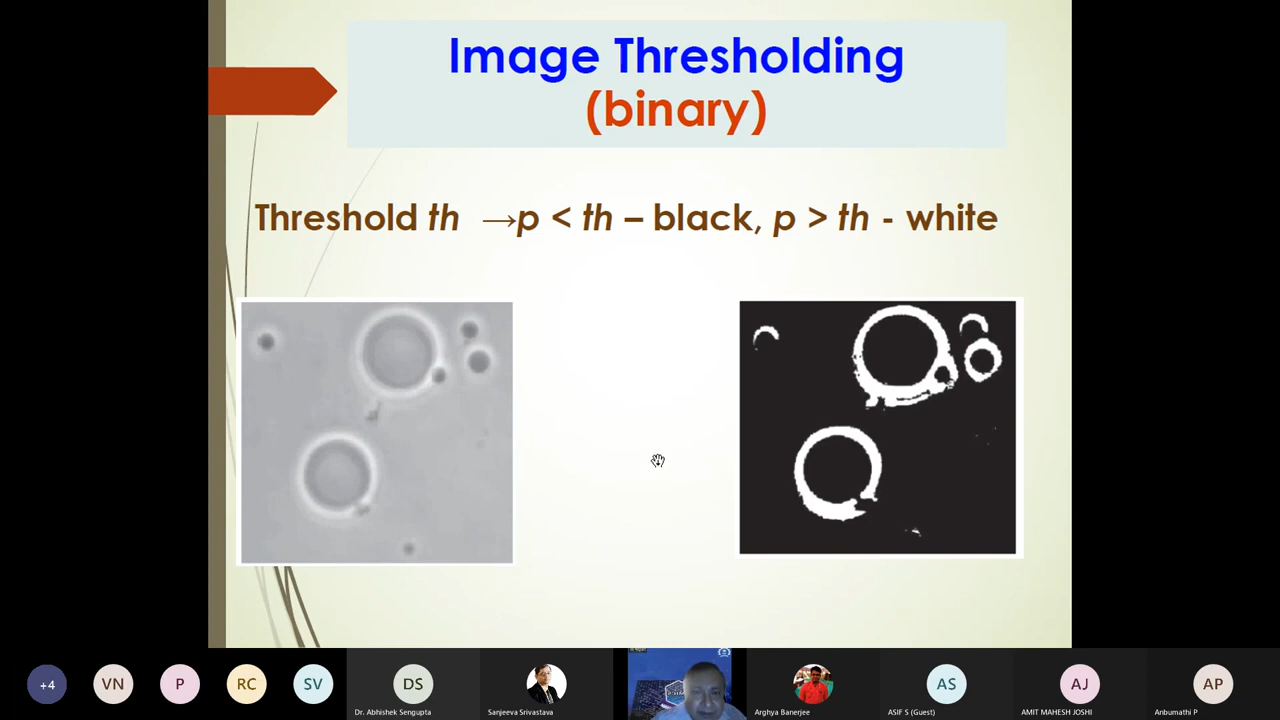 Image Thresholding
(binary)
Threshold th →p < th – black, p > th - white
+4
VN
P
RC
SV
DS
AS
AJ
AP
Dr. Abhishek Sengupta
Sanjeeva Srivastava
Arghya Banerjee
ASIF S (Guest)
AMIT MAHESH JOSHI
Anbumathi P